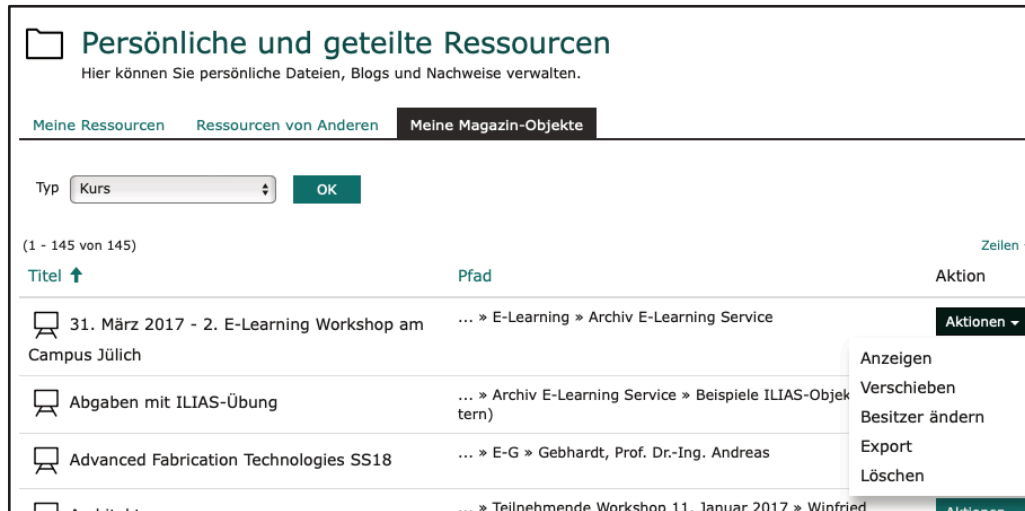 Persönliche und geteilte Ressourcen
Hier können Sie persönliche Dateien, Blogs und Nachweise verwalten.
Meine Ressourcen Ressourcen von Anderen Meine Magazin-Objekte
Typ Kurs OK
(1 - 145 von 145) Zeilen
Titel Pfad Aktion
31. März 2017 - 2. E-Learning Workshop am
Campus Jülich
... » E-Learning » Archiv E-Learning Service
Aktionen
Anzeigen
Verschieben
Besitzer ändern
Export
Löschen
Abgaben mit ILIAS-Übung
... » Archiv E-Learning Service » Beispiele ILIAS-Objek
tern)
Advanced Fabrication Technologies SS18
... » E-G » Gebhardt, Prof. Dr.-Ing. Andreas
... » Teilnehmende Workshop 11. Januar 2017 » Winfried
Aktionen